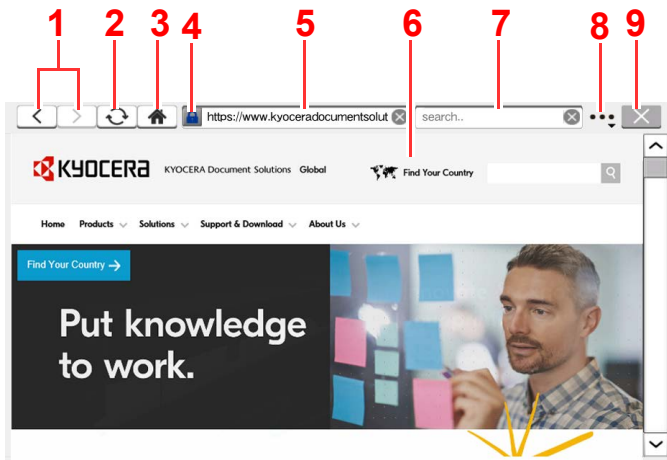 1 2 3 4 5 6 7 8 9
https://www.kyoceradocumentsolut
search..
KYOCERA KYOCERA Document Solutions Global Find Your Country
Home Products Solutions Support & Download About Us
Find Your Country →
Put knowledge
to work.